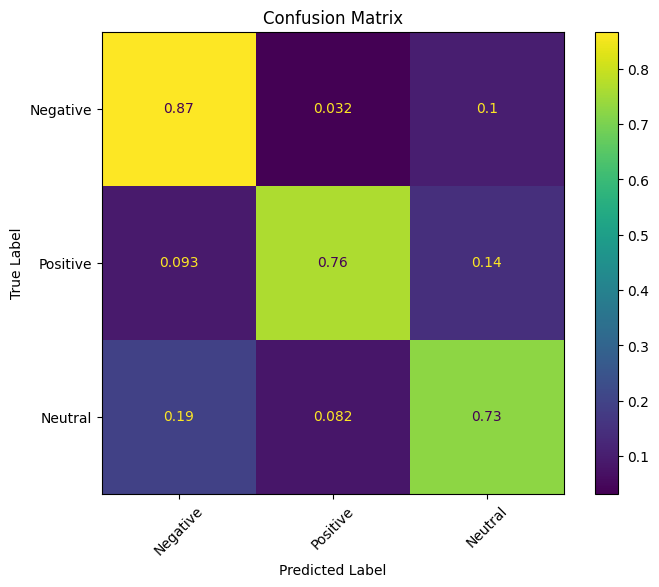 Confusion Matrix
True Label
Negative 0.87 0.032 0.1
Positive 0.093 0.76 0.14
Neutral 0.19 0.082 0.73
Negative Positive Neutral
Predicted Label
0.8
0.7
0.6
0.5
0.4
0.3
0.2
0.1